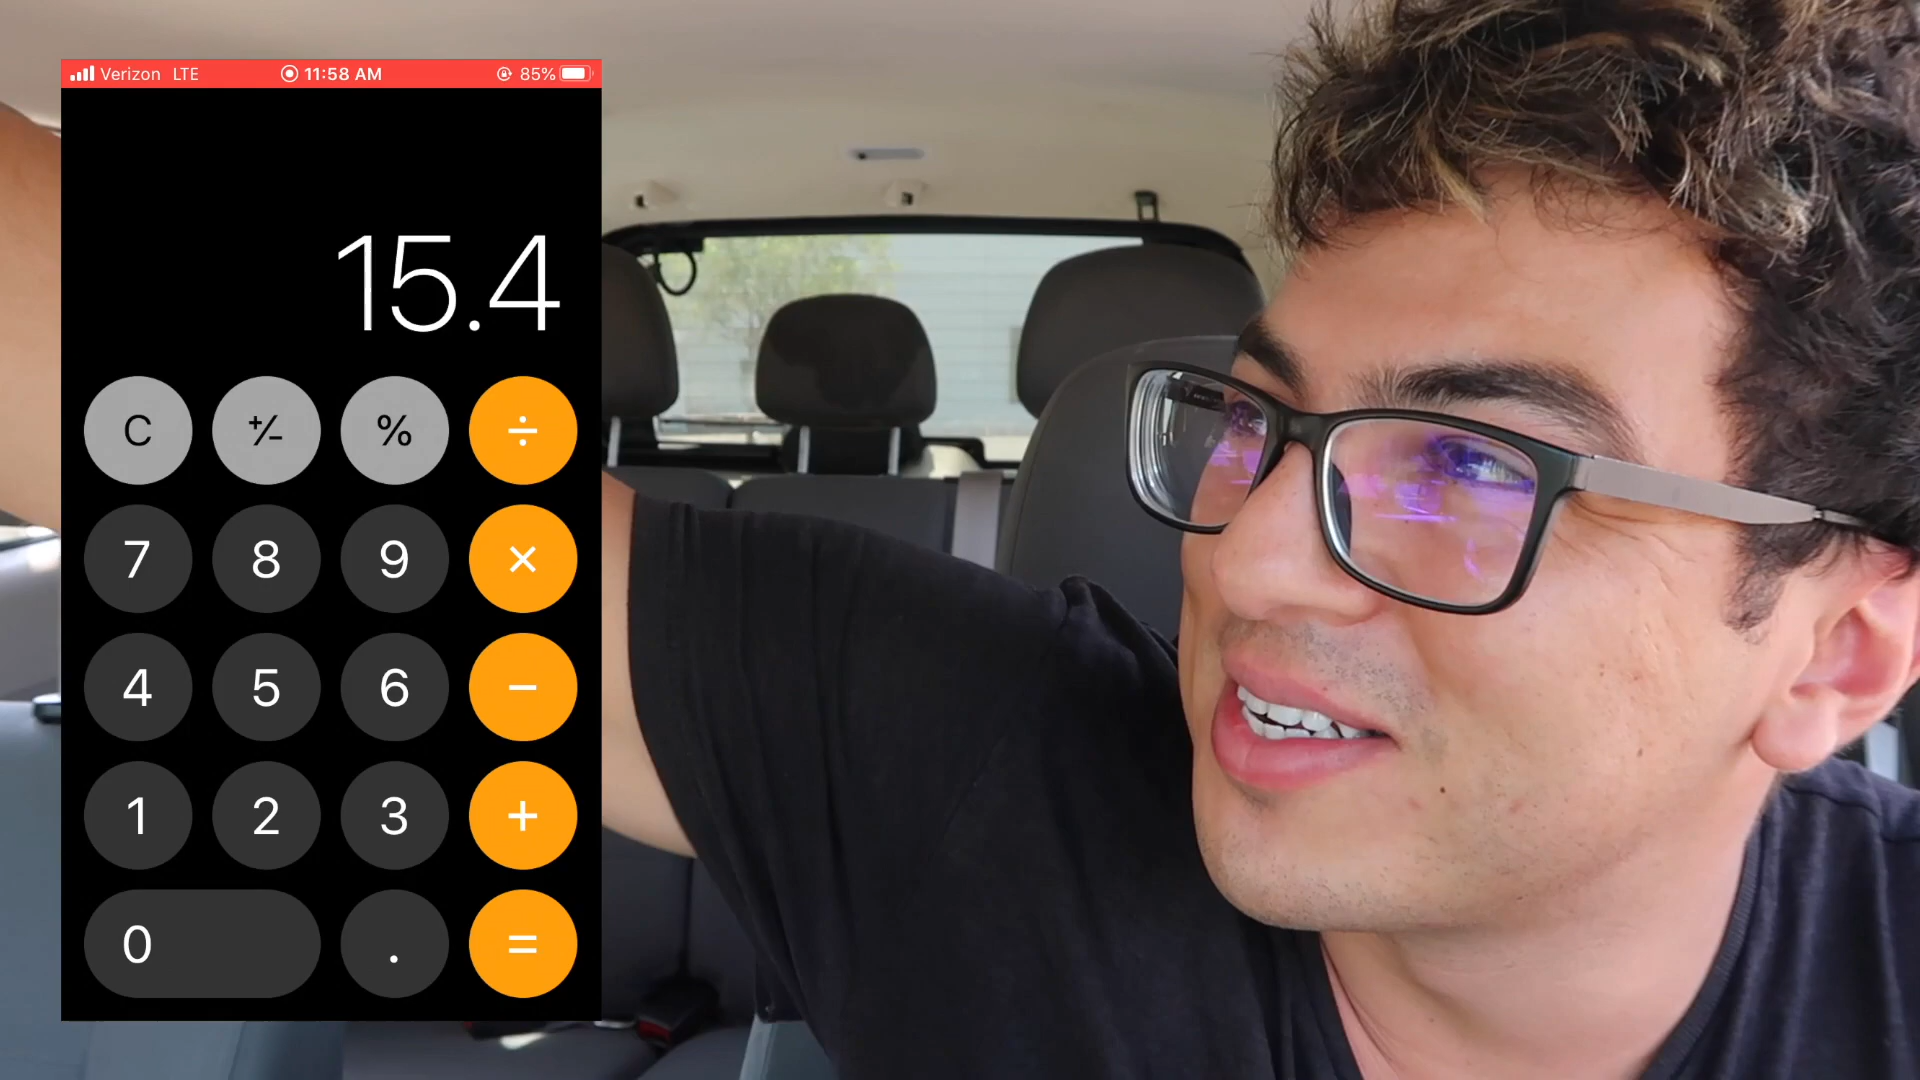 Verizon LTE 11:58 AM 85%
15.4
C +/- % ÷
7 8 9 ×
4 5 6 −
1 2 3 +
0 . =